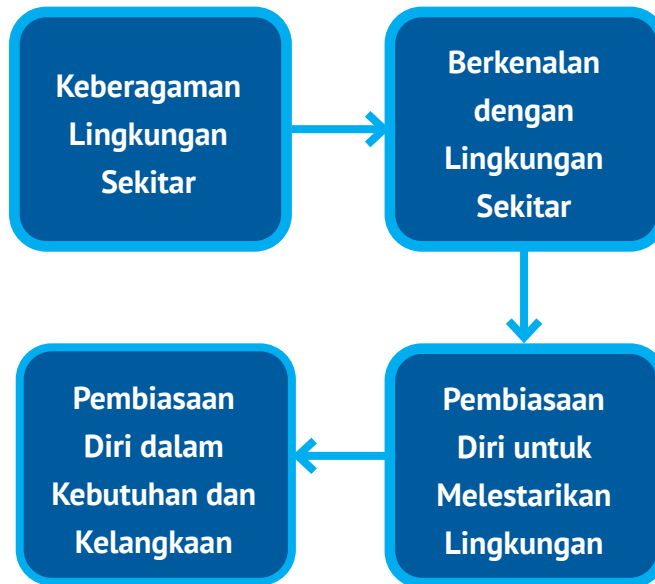 Keberagaman
Lingkungan
Sekitar
Berkenalan
dengan
Lingkungan
Sekitar
Pembiasaan
Diri untuk
Melestarikan
Lingkungan
Pembiasaan
Diri dalam
Kebutuhan dan
Kelangkaan